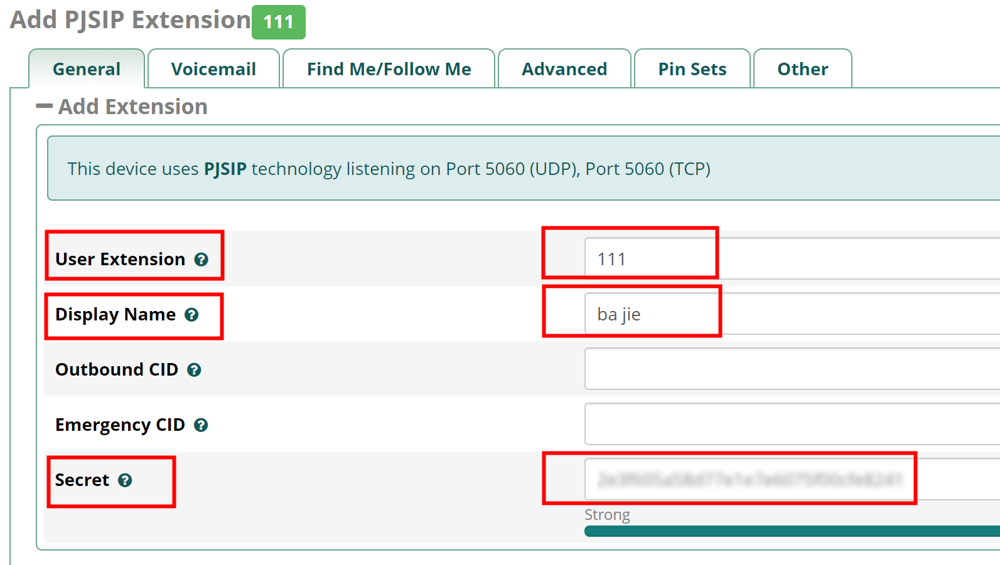 Add PJSIP Extension 111
General Voicemail Find Me/Follow Me Advanced Pin Sets Other
Add Extension
This device uses PJSIP technology listening on Port 5060 (UDP), Port 5060 (TCP)
User Extension 111
Display Name ba jie
Outbound CID
Emergency CID
Secret
Strong